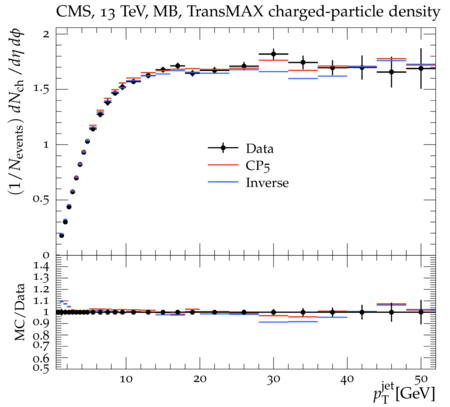 CMS, 13 TeV, MB, TransMAX charged-particle density
(1/N_events) dN_ch/dη dϕ
2
1.5
1
0.5
0
Data
CP5
Inverse
MC/Data
1.4
1.3
1.2
1.1
1
0.9
0.8
0.7
0.6
0.5
10
20
30
40
50
p_T^jet [GeV]